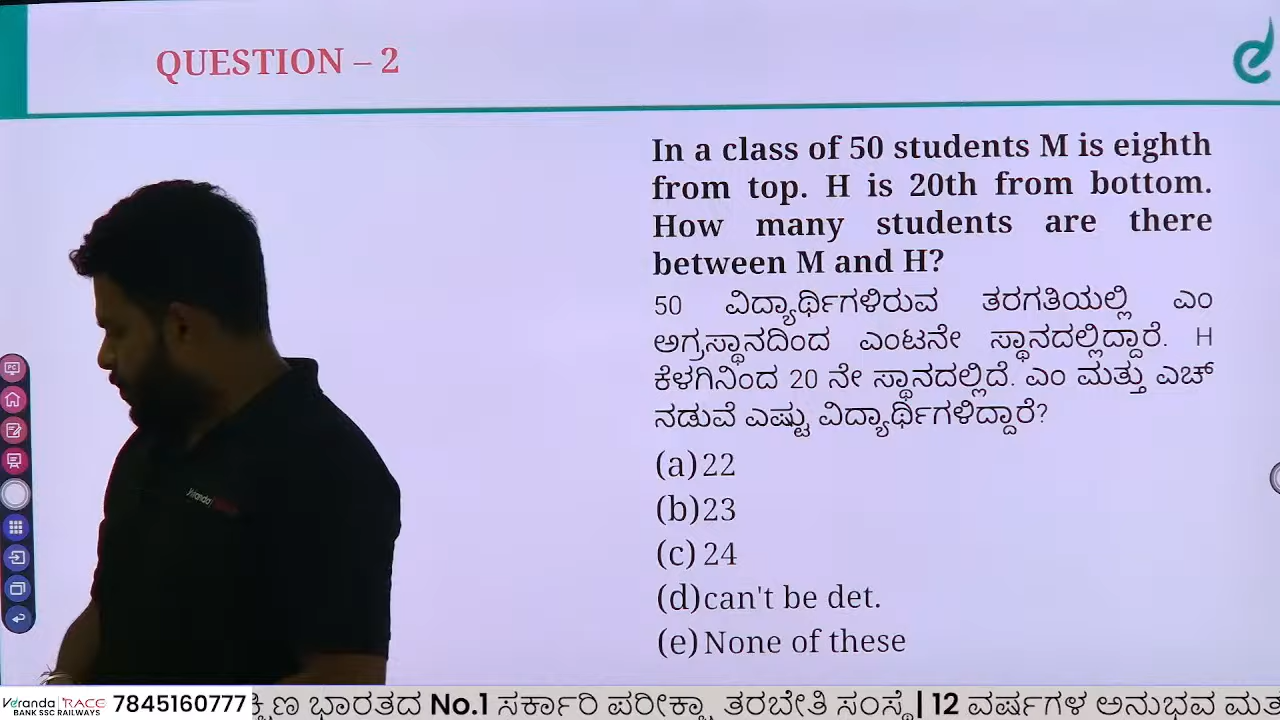 QUESTION – 2
In a class of 50 students M is eighth
from top. H is 20th from bottom.
How many students are there
between M and H?
50 ವಿದ್ಯಾರ್ಥಿಗಳಿರುವ ತರಗತಿಯಲ್ಲಿ ಎಂ
ಅಗ್ರಸ್ಥಾನದಿಂದ ಎಂಟನೇ ಸ್ಥಾನದಲ್ಲಿದ್ದಾರೆ. H
ಕೆಳಗಿನಿಂದ 20 ನೇ ಸ್ಥಾನದಲ್ಲಿದೆ. ಎಂ ಮತ್ತು ಎಚ್
ನಡುವೆ ಎಷ್ಟು ವಿದ್ಯಾರ್ಥಿಗಳಿದ್ದಾರೆ?
(a) 22
(b) 23
(c) 24
(d) can't be det.
(e) None of these
Veranda RACE
BANK SSC RAILWAYS
7845160777
ಭಾರತದ No.1 ಸರ್ಕಾರಿ ಪರೀಕ್ಷಾ ತರಬೇತಿ ಸಂಸ್ಥೆ | 12 ವರ್ಷಗಳ ಅನುಭವ